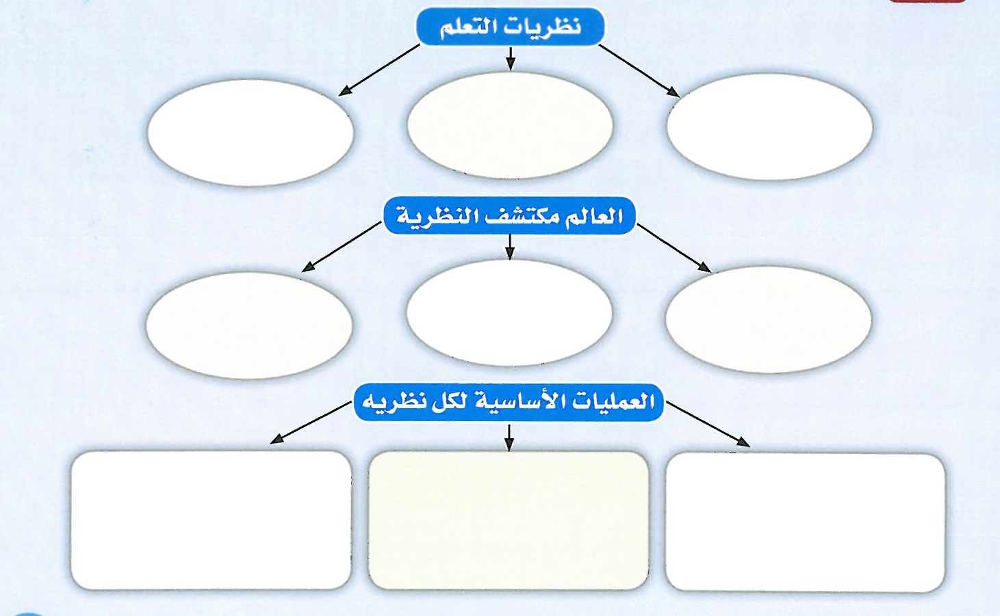 نظريات التعلم
العالم مكتشف النظرية
العمليات الأساسية لكل نظريه